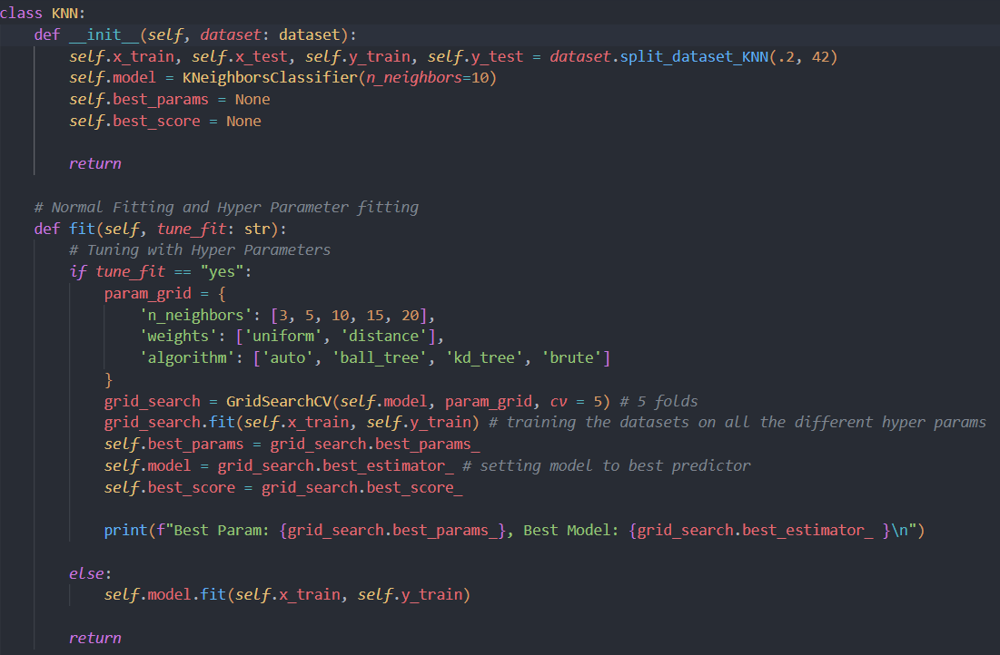 class KNN:
    def __init__(self, dataset: dataset):
        self.x_train, self.x_test, self.y_train, self.y_test = dataset.split_dataset_KNN(.2, 42)
        self.model = KNeighborsClassifier(n_neighbors=10)
        self.best_params = None
        self.best_score = None

        return

    # Normal Fitting and Hyper Parameter fitting
    def fit(self, tune_fit: str):
        # Tuning with Hyper Parameters
        if tune_fit == "yes":
            param_grid = {
                'n_neighbors': [3, 5, 10, 15, 20],
                'weights': ['uniform', 'distance'],
                'algorithm': ['auto', 'ball_tree', 'kd_tree', 'brute']
            }
            grid_search = GridSearchCV(self.model, param_grid, cv = 5) # 5 folds
            grid_search.fit(self.x_train, self.y_train) # training the datasets on all the different hyper params
            self.best_params = grid_search.best_params_
            self.model = grid_search.best_estimator_ # setting model to best predictor
            self.best_score = grid_search.best_score_

            print(f"Best Param: {grid_search.best_params_}, Best Model: {grid_search.best_estimator_ }\n")

        else:
            self.model.fit(self.x_train, self.y_train)

        return